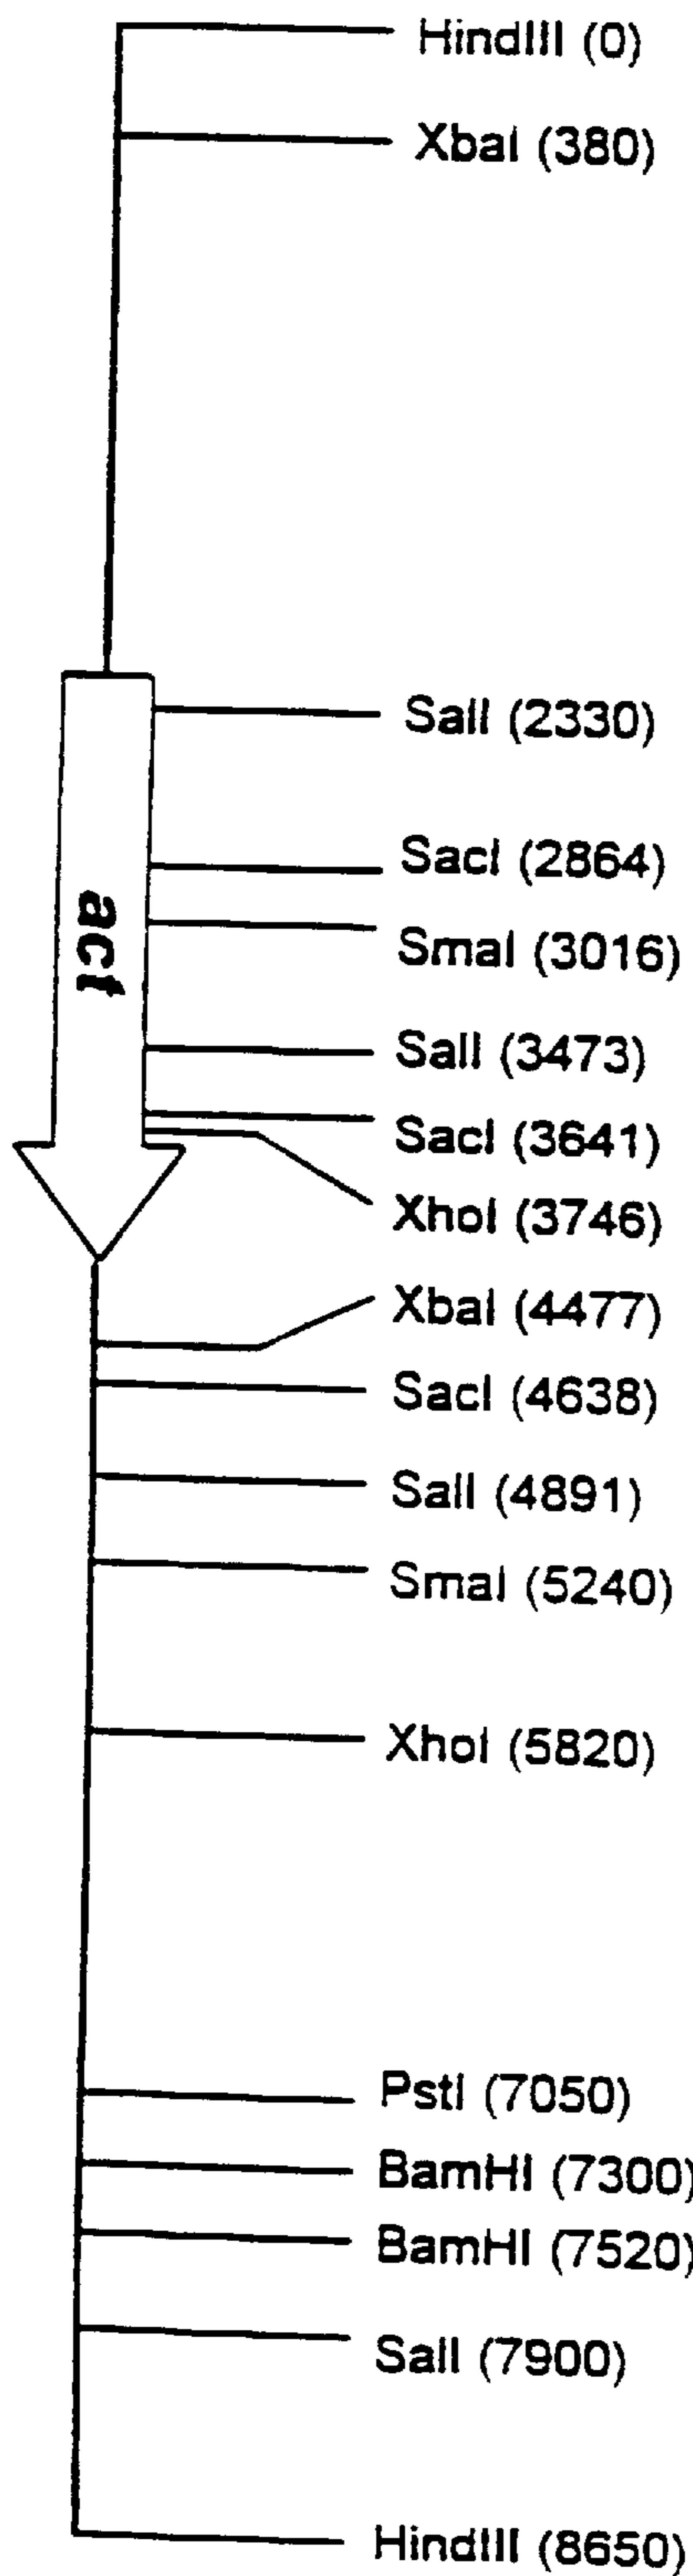 HindIII (0)
XbaI (380)
SalI (2330)
SacI (2864)
act
SmaI (3016)
SalI (3473)
SacI (3641)
XhoI (3746)
XbaI (4477)
SacI (4638)
SalI (4891)
SmaI (5240)
XhoI (5820)
PstI (7050)
BamHI (7300)
BamHI (7520)
SalI (7900)
HindIII (8650)